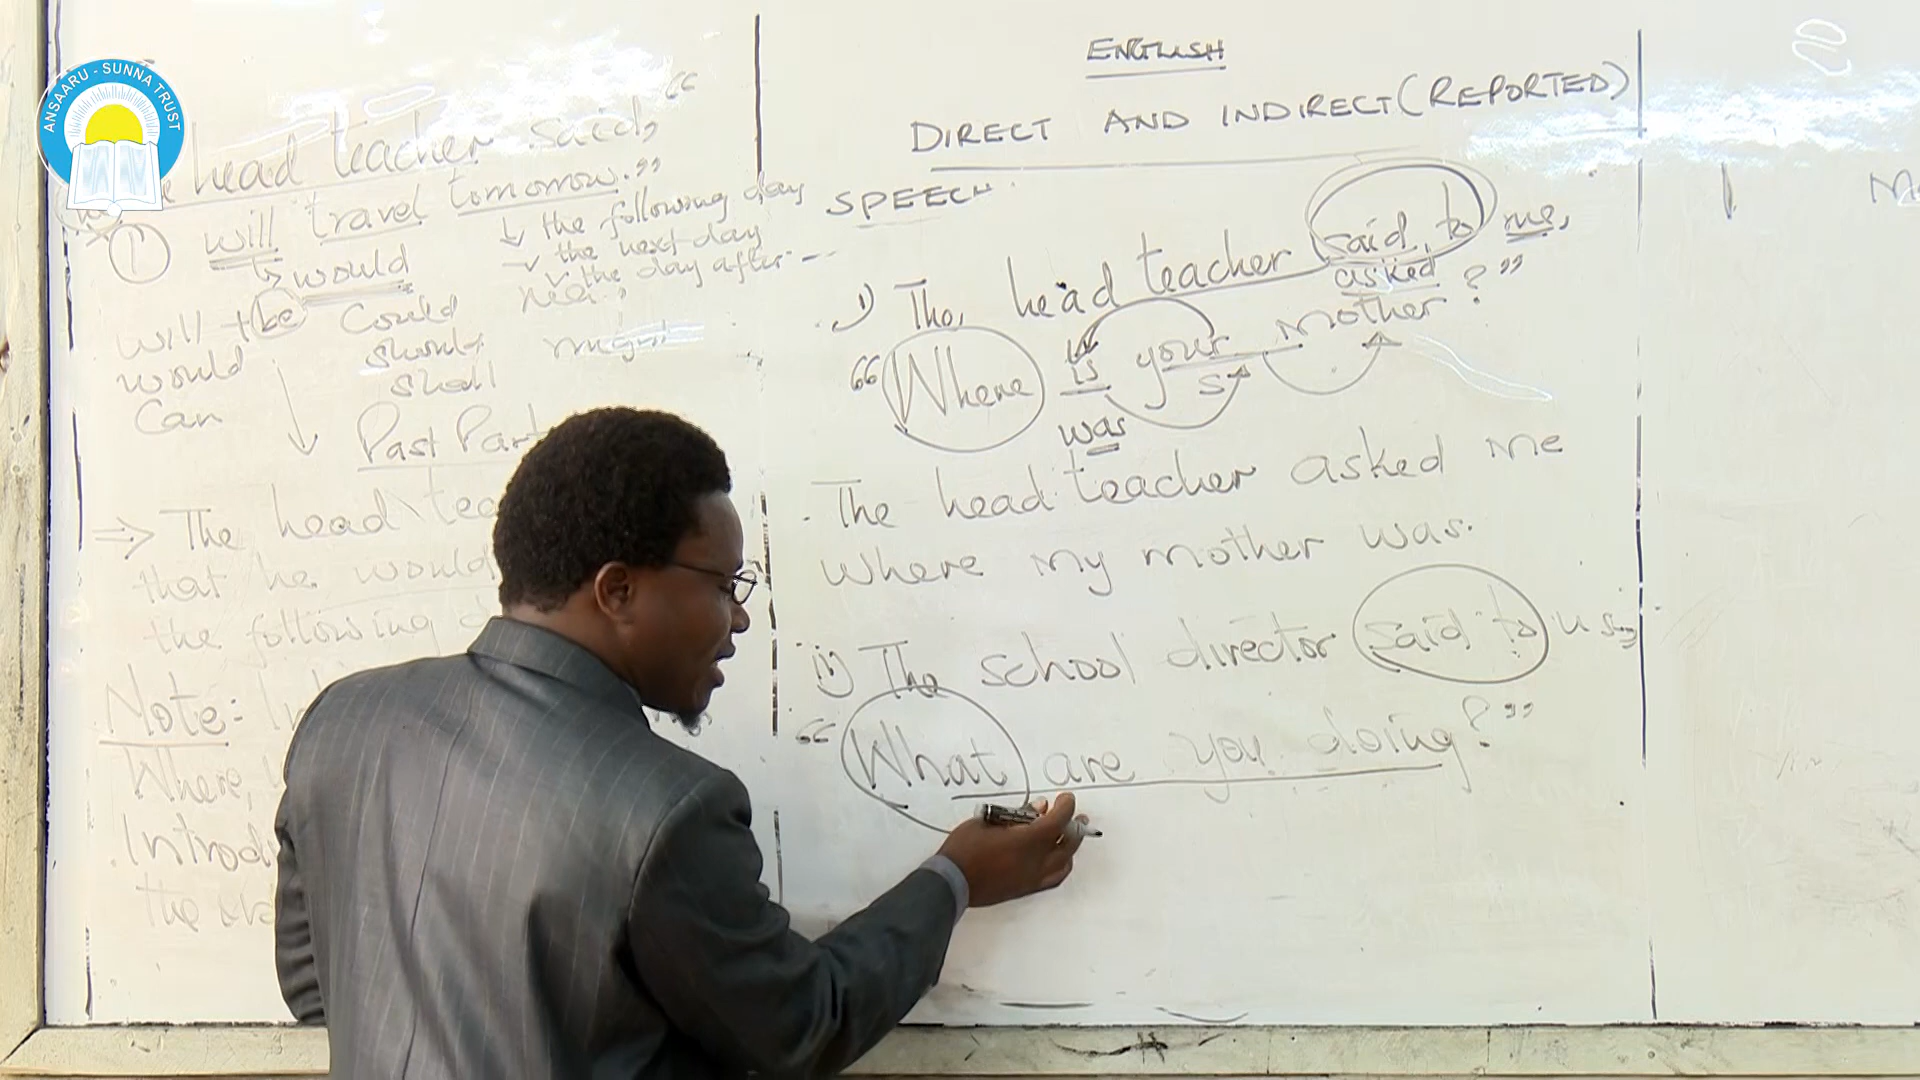 ANSAARU - SUNNA TRUST
head teacher said, "
I will travel tomorrow."
would
the following day
the next day
the day after
will + be
would
Can
Could
should
shall
might
Past Part
⇒ The head tea
that he would
the following d
Note: In
Where, w
Introd
the
ENGLISH
DIRECT AND INDIRECT (REPORTED)
SPEECH
i) The head teacher said to me,
asked
"Where is your mother?"
was
The head teacher asked me
where my mother was.
ii) The school director said to us,
"What are you doing?"